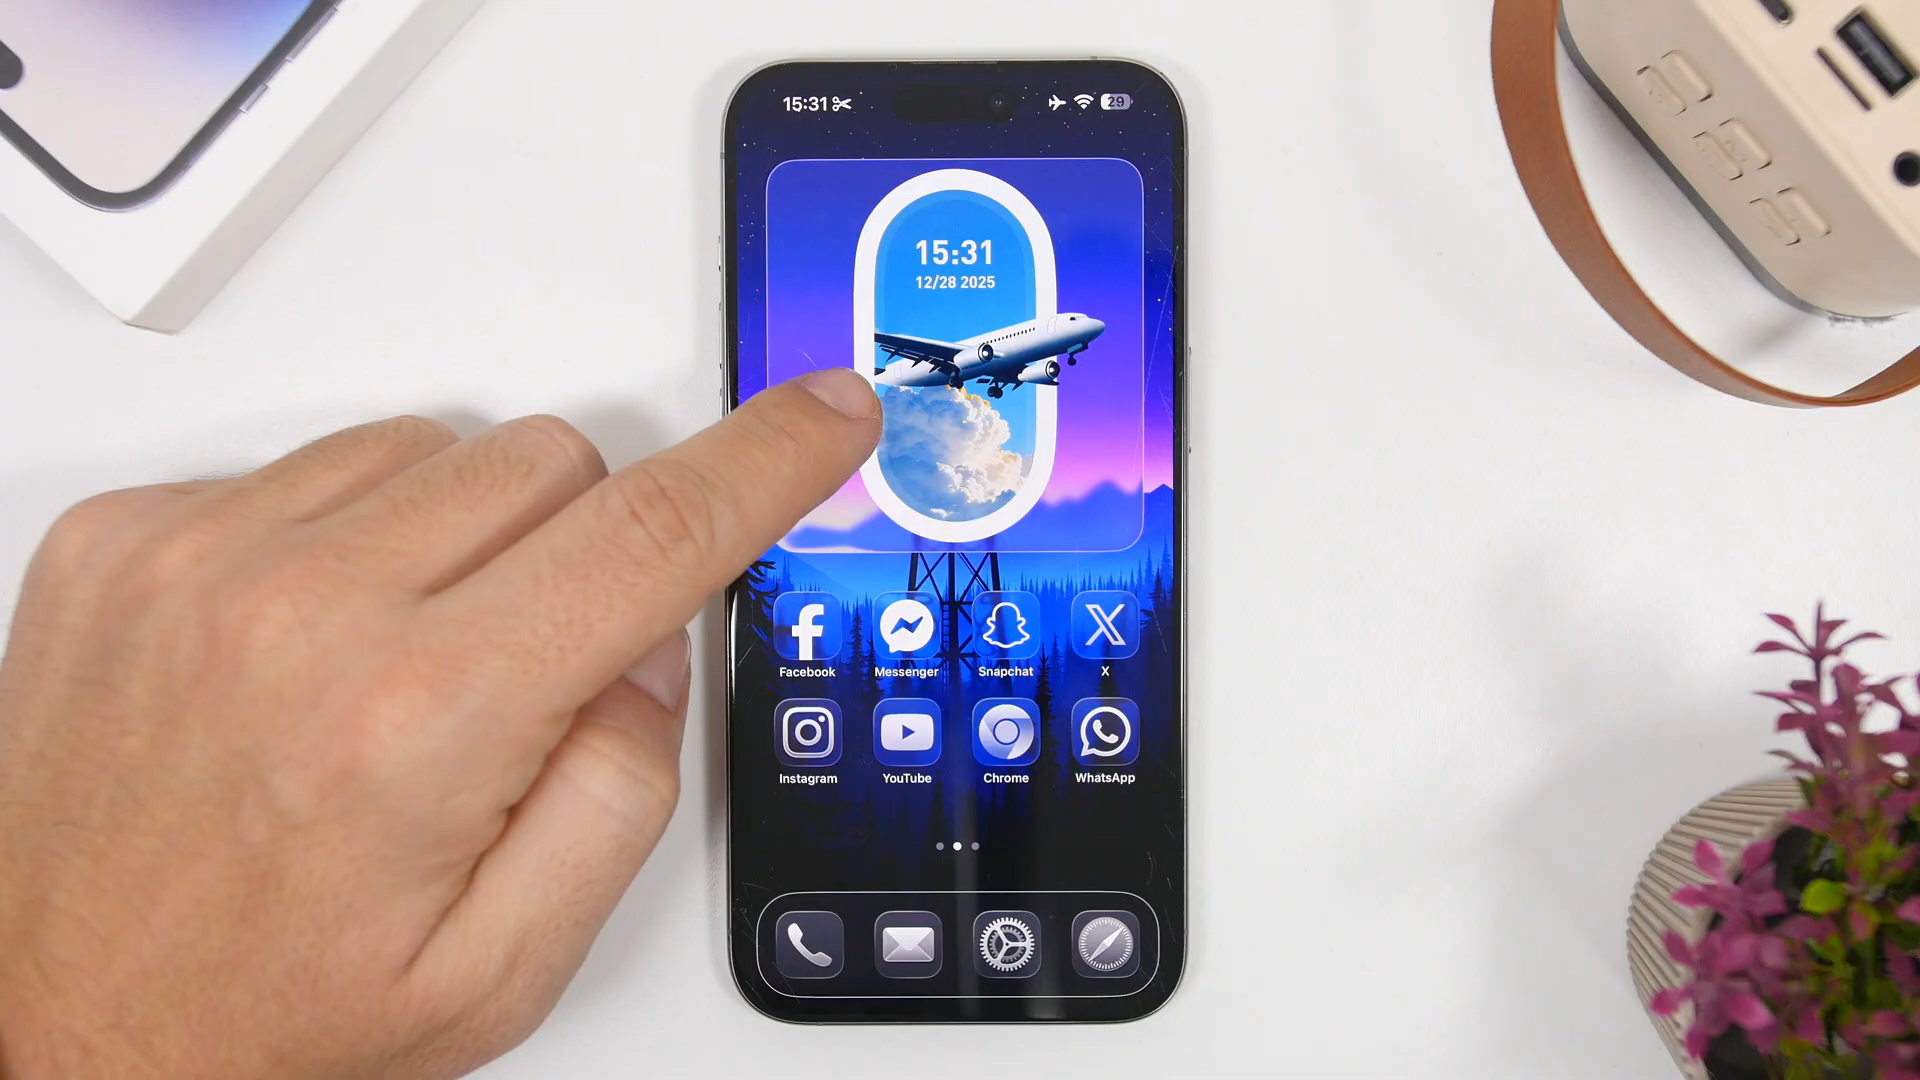 15:31
29
15:31
12/28 2025
Facebook
Messenger
Snapchat
X
Instagram
YouTube
Chrome
WhatsApp